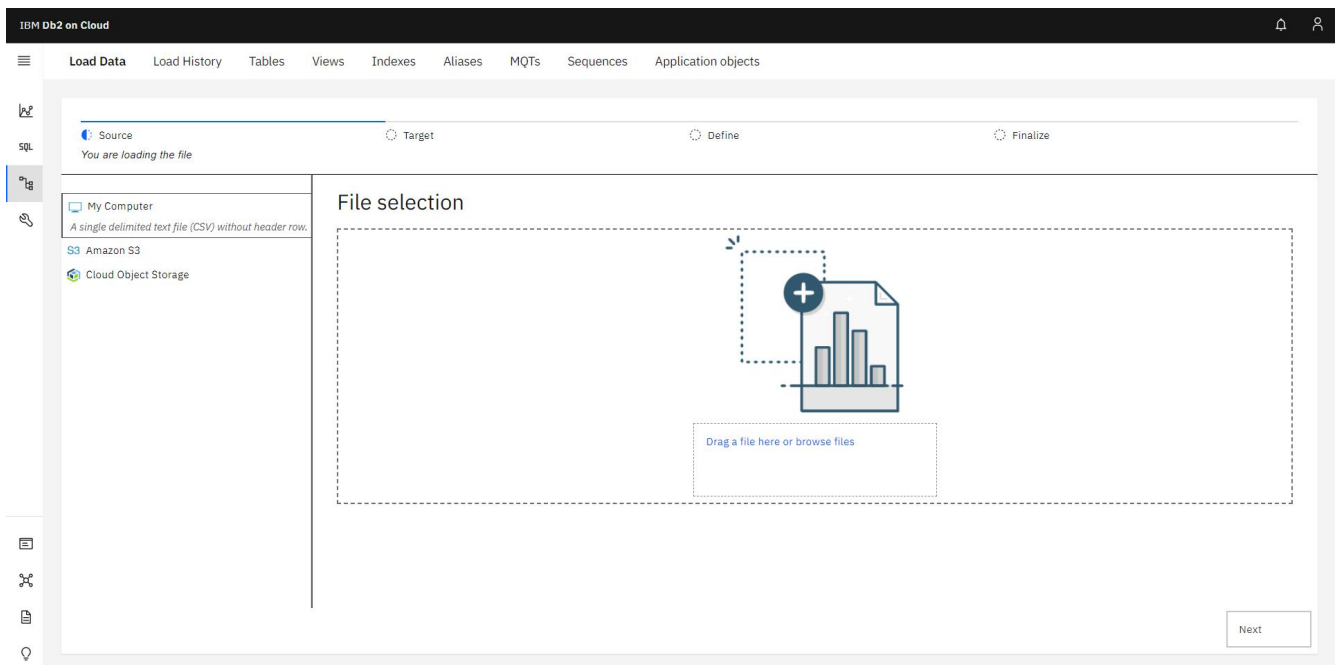 IBM Db2 on Cloud
Load Data Load History Tables Views Indexes Aliases MQTs Sequences Application objects
SQL
Source Target Define Finalize
You are loading the file
My Computer
A single delimited text file (CSV) without header row.
S3 Amazon S3
Cloud Object Storage
File selection
Drag a file here or browse files
Next